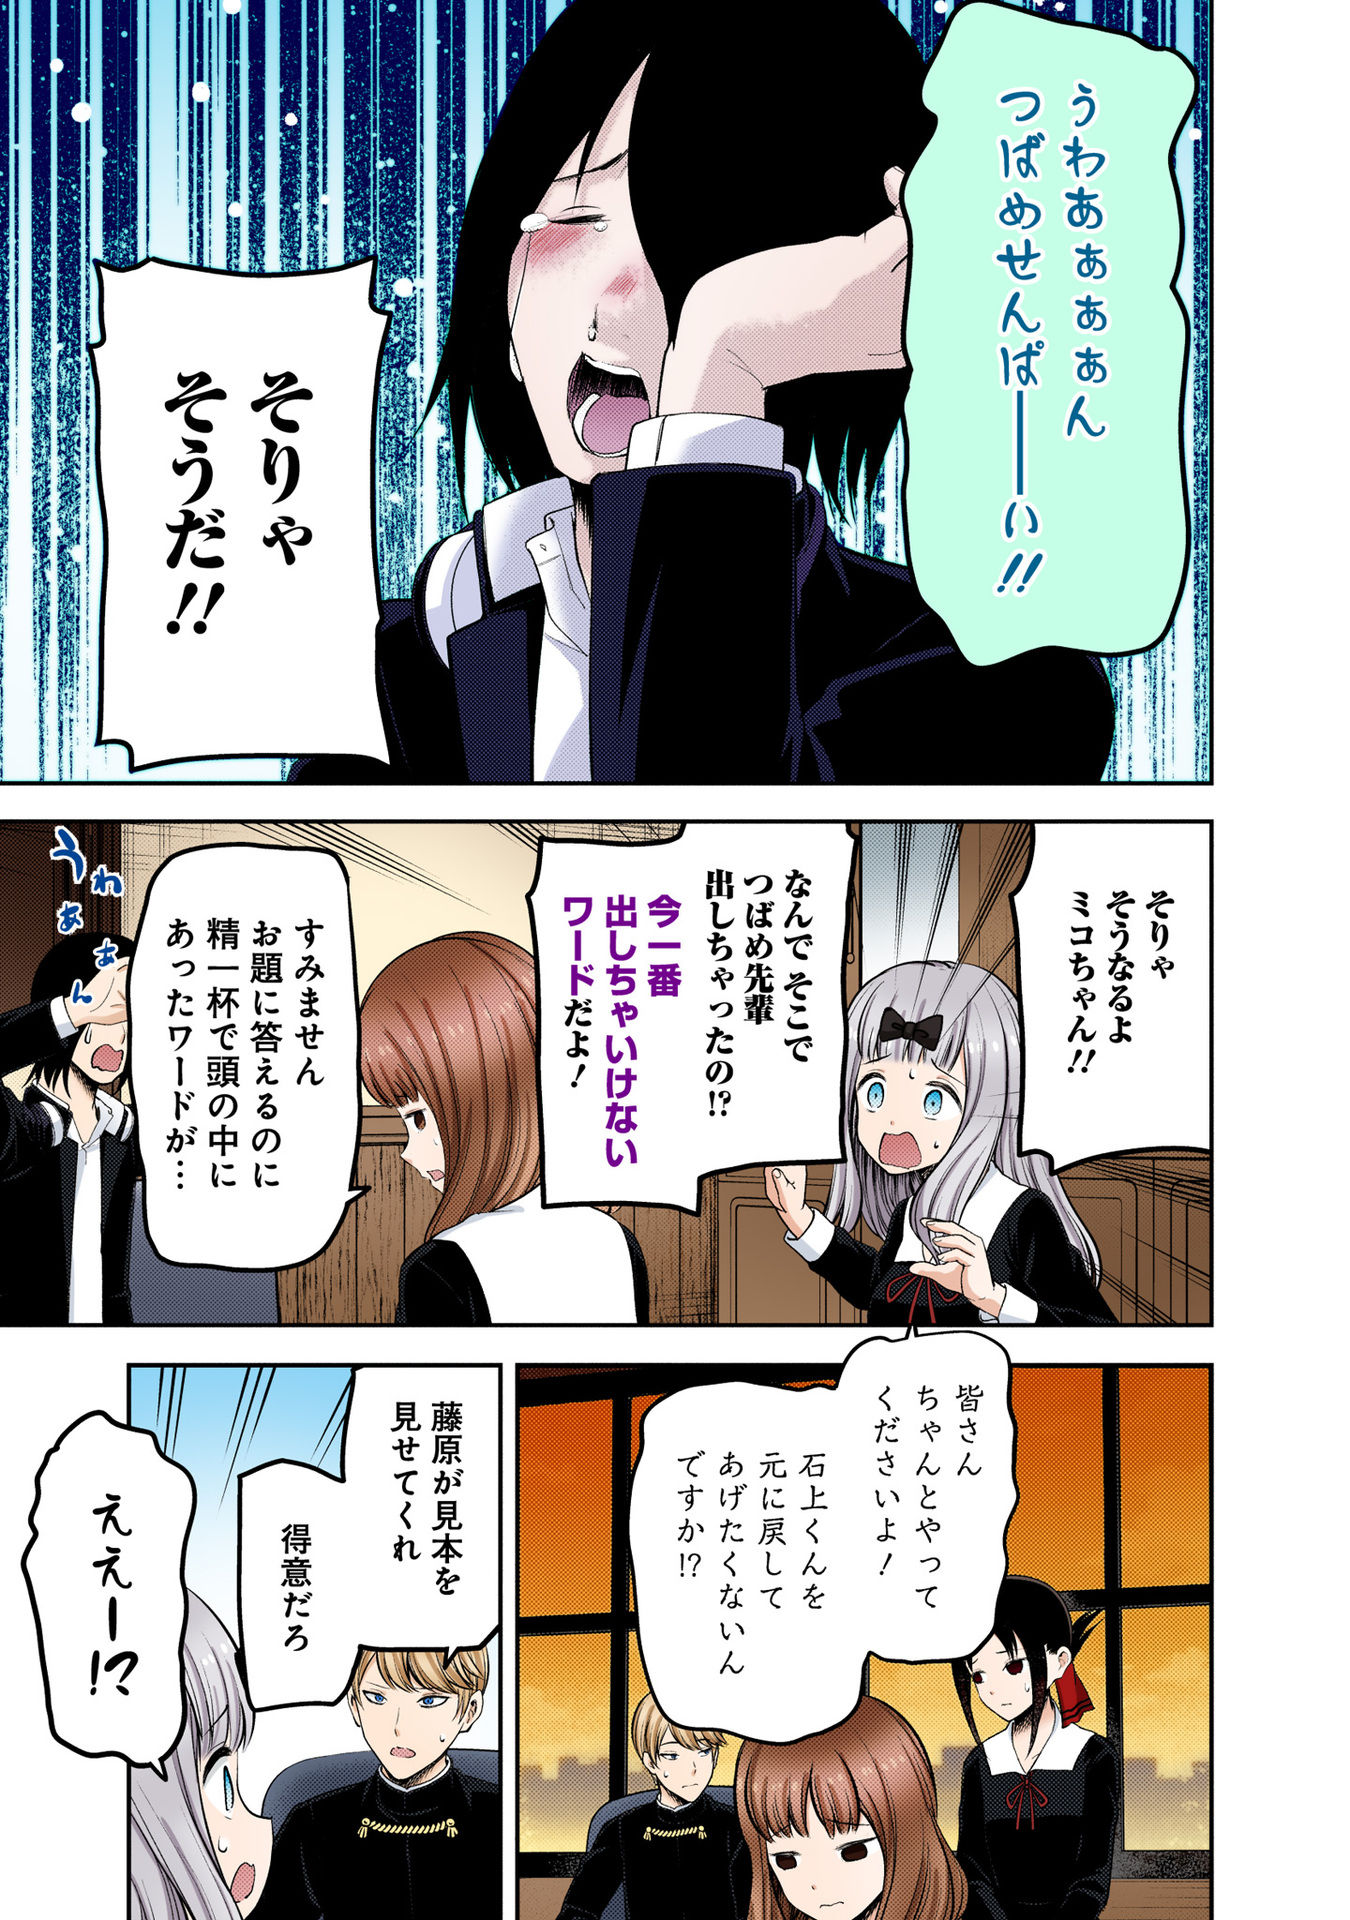 うわあぁぁぁん
つばめせんぱーーい!!
そりゃ
そうだ!!
そりゃ
そうなるよ
ミコちゃん!!
なんでそこで
つばめ先輩
出しちゃったの!?
今一番
出しちゃいけない
ワードだよ!
すみません
お題に答えるのに
精一杯で頭の中に
あったワードが…
うわぁぁん
皆さん
ちゃんとやって
くださいよ!
石上くんを
元に戻して
あげたくないん
ですか!?
藤原が見本を
見せてくれ
得意だろ
ええー!?